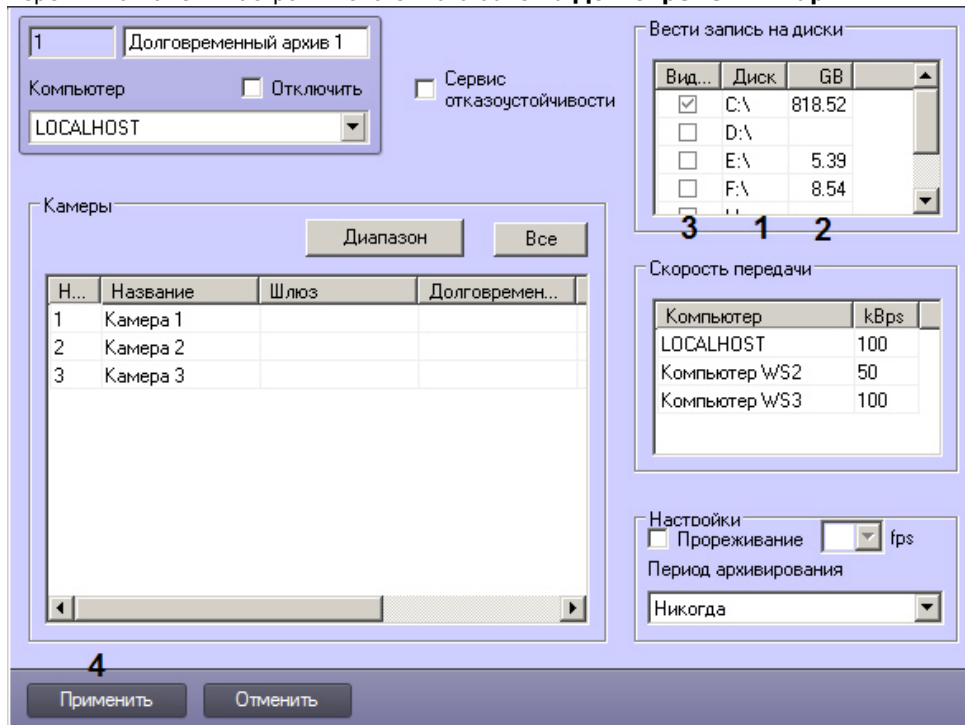 1 Долговременный архив 1
Компьютер Отключить
LOCALHOST
Сервис
отказоустойчивости
Вести запись на диски
Вид... Диск GB
C:\ 818.52
D:\
E:\ 5.39
F:\ 8.54
3 1 2
Камеры
Диапазон Все
Н... Название Шлюз Долговремен...
1 Камера 1
2 Камера 2
3 Камера 3
Скорость передачи
Компьютер kBps
LOCALHOST 100
Компьютер WS2 50
Компьютер WS3 100
Настройки
Прореживание fps
Период архивирования
Никогда
4
Применить Отменить